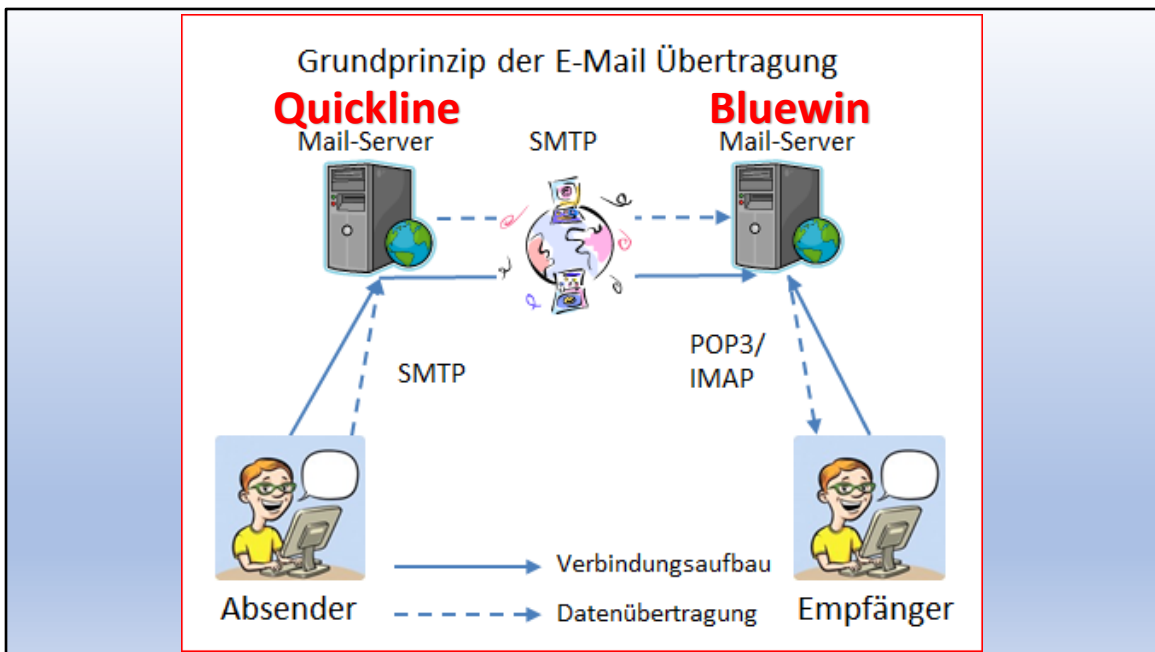 Grundprinzip der E-Mail Übertragung
Quickline
Bluewin
Mail-Server
SMTP
Mail-Server
SMTP
POP3/
IMAP
Verbindungsaufbau
Absender
Datenübertragung
Empfänger